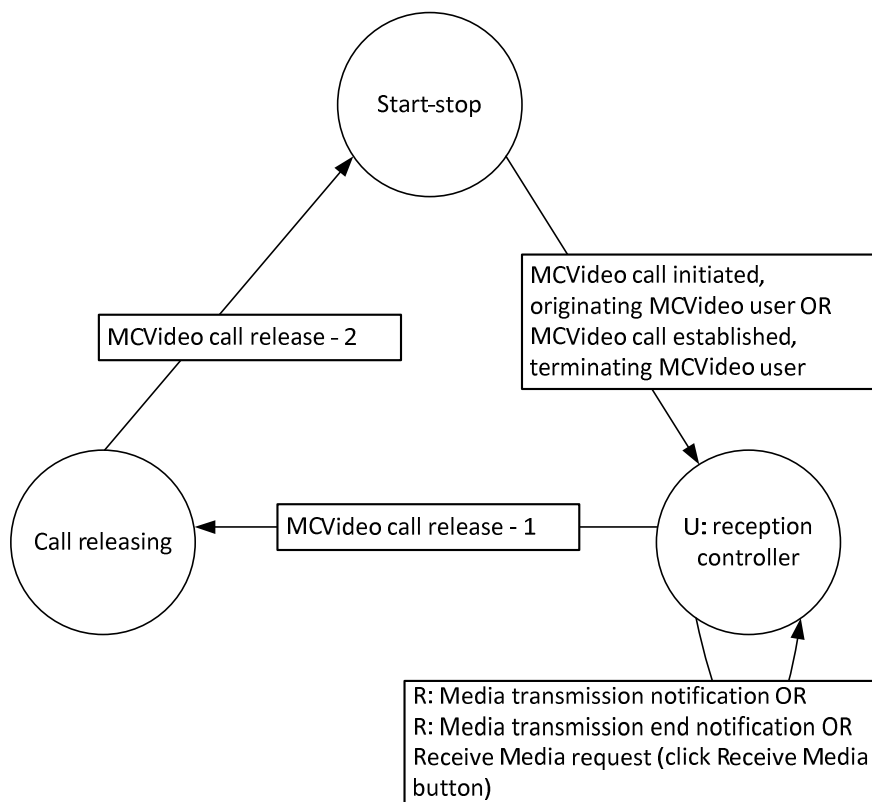 Start-stop
MCVideo call initiated,
originating MCVideo user OR
MCVideo call established,
terminating MCVideo user
MCVideo call release - 2
Call releasing
MCVideo call release - 1
U: reception
controller
R: Media transmission notification OR
R: Media transmission end notification OR
Receive Media request (click Receive Media
button)